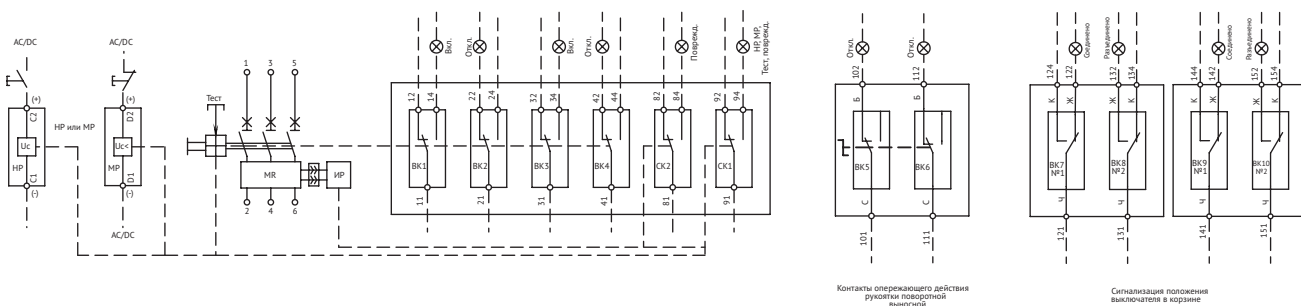 AC/DC
(+)
C2
Uc
НР
C1
(-)
AC/DC
(+)
D2
Uc<
МР
D1
(-)
AC/DC
НР или МР
Тест
1 3 5
MR
ИР
2 4 6
Вкл.
Откл.
Вкл.
Откл.
Поврежд.
НР, МР,
Тест, поврежд.
12 14 22 24 32 34 42 44 82 84 92 94
ВК1 ВК2 ВК3 ВК4 СК2 СК1
11 21 31 41 81 91
Откл.
Откл.
102 112
Б Б
ВК5 ВК6
С С
101 111
Контакты опережающего действия
рукоятки поворотной
выносной
Соединено
Разъединено
Соединено
Разъединено
124 122 132 134 144 142 152 154
К Ж Ж К К Ж Ж К
ВК7
№1
ВК8
№2
ВК9
№1
ВК10
№2
Ч Ч Ч Ч
121 131 141 151
Сигнализация положения
выключателя в корзине